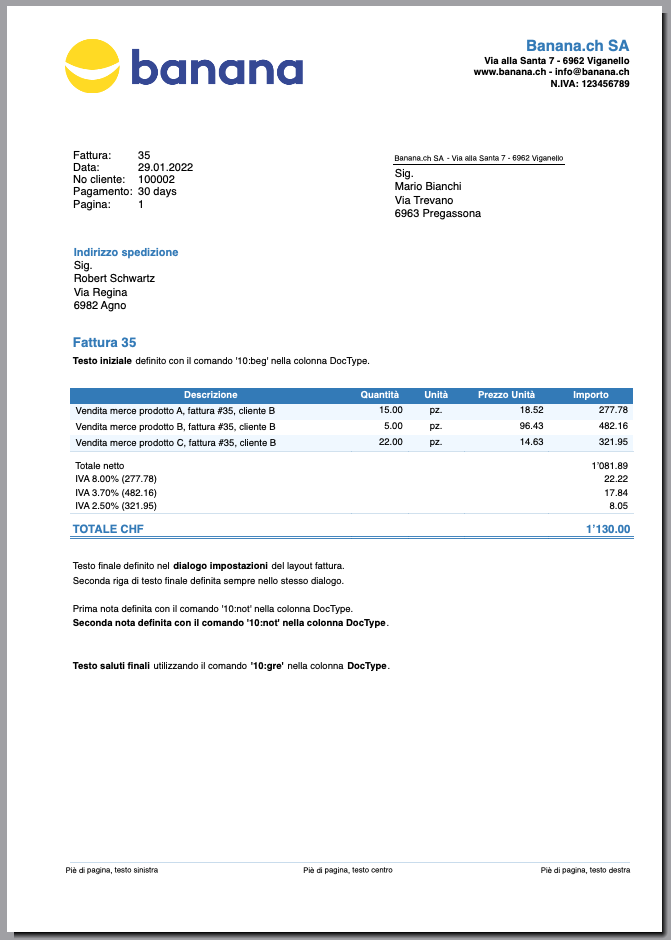 banana
Banana.ch SA
Via alla Santa 7 - 6962 Viganello
www.banana.ch - info@banana.ch
N.IVA: 123456789
Fattura: 35
Data: 29.01.2022
No cliente: 100002
Pagamento: 30 days
Pagina: 1
Banana.ch SA - Via alla Santa 7 - 6962 Viganello
Sig.
Mario Bianchi
Via Trevano
6963 Pregassona
Indirizzo spedizione
Sig.
Robert Schwartz
Via Regina
6982 Agno
Fattura 35
Testo iniziale definito con il comando '10:beg' nella colonna DocType.
Descrizione Quantità Unità Prezzo Unità Importo
Vendita merce prodotto A, fattura #35, cliente B 15.00 pz. 18.52 277.78
Vendita merce prodotto B, fattura #35, cliente B 5.00 pz. 96.43 482.16
Vendita merce prodotto C, fattura #35, cliente B 22.00 pz. 14.63 321.95
Totale netto 1'081.89
IVA 8.00% (277.78) 22.22
IVA 3.70% (482.16) 17.84
IVA 2.50% (321.95) 8.05
TOTALE CHF 1'130.00
Testo finale definito nel dialogo impostazioni del layout fattura.
Seconda riga di testo finale definita sempre nello stesso dialogo.
Prima nota definita con il comando '10:not' nella colonna DocType.
Seconda nota definita con il comando '10:not' nella colonna DocType.
Testo saluti finali utilizzando il comando '10:gre' nella colonna DocType.
Piè di pagina, testo sinistra Piè di pagina, testo centro Piè di pagina, testo destra